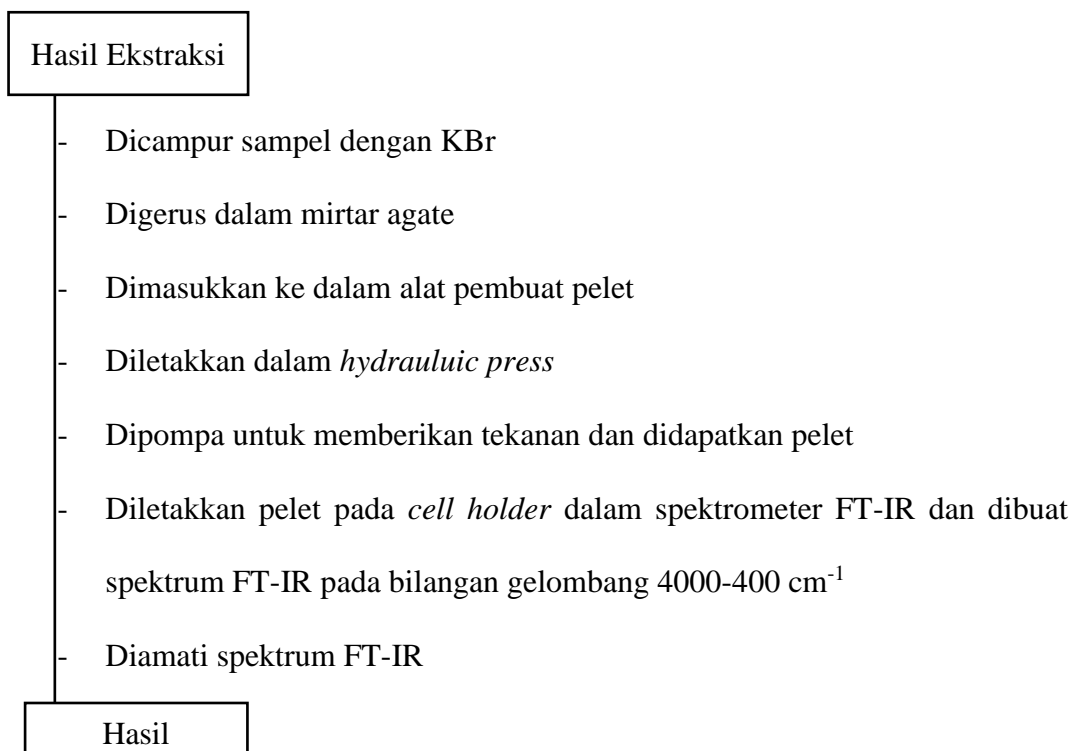 Hasil Ekstraksi
- Dicampur sampel dengan KBr
- Digerus dalam mirtar agate
- Dimasukkan ke dalam alat pembuat pelet
- Diletakkan dalam hydrauluic press
- Dipompa untuk memberikan tekanan dan didapatkan pelet
- Diletakkan pelet pada cell holder dalam spektrometer FT-IR dan dibuat
spektrum FT-IR pada bilangan gelombang 4000-400 cm⁻¹
- Diamati spektrum FT-IR
Hasil